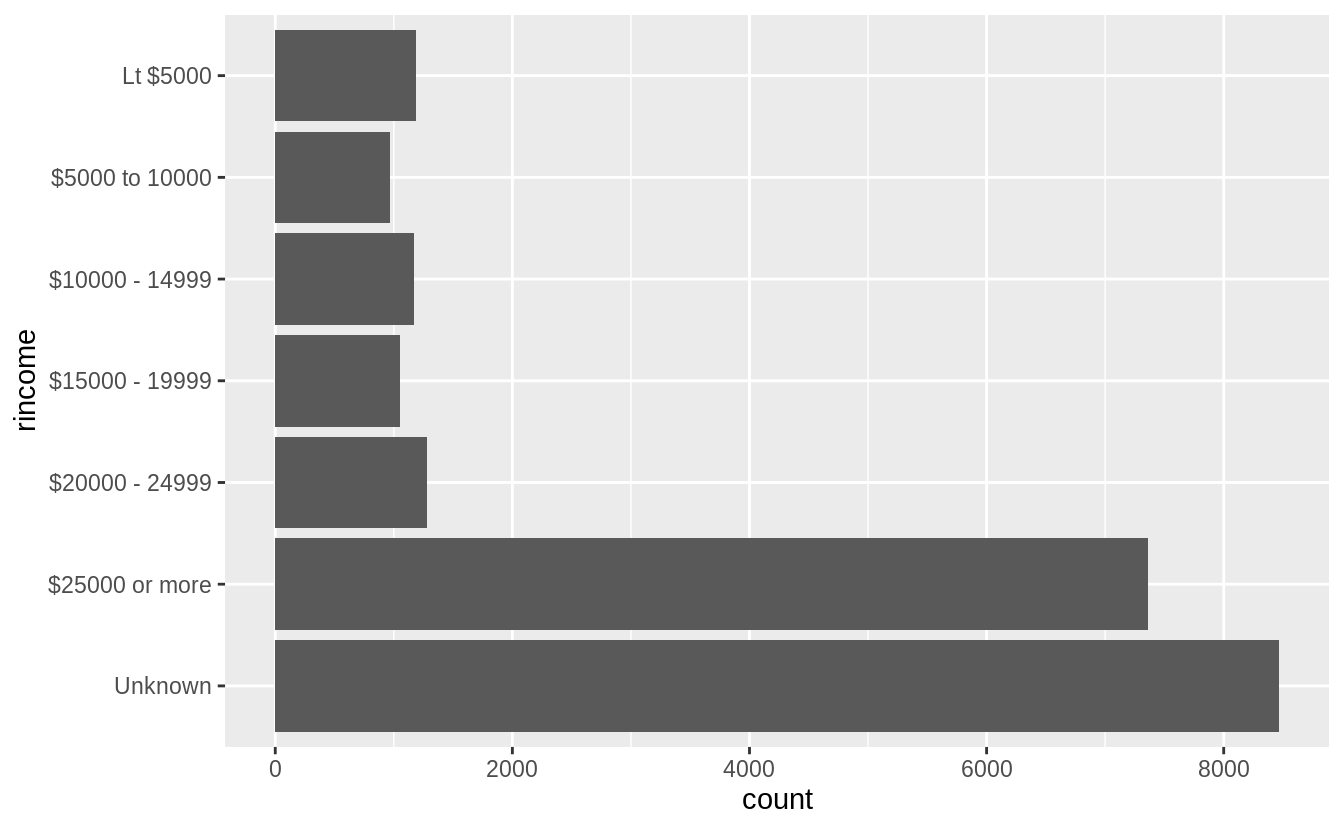 Lt $5000
$5000 to 10000
$10000 - 14999
$15000 - 19999
$20000 - 24999
$25000 or more
Unknown
rincome
0 2000 4000 6000 8000
count